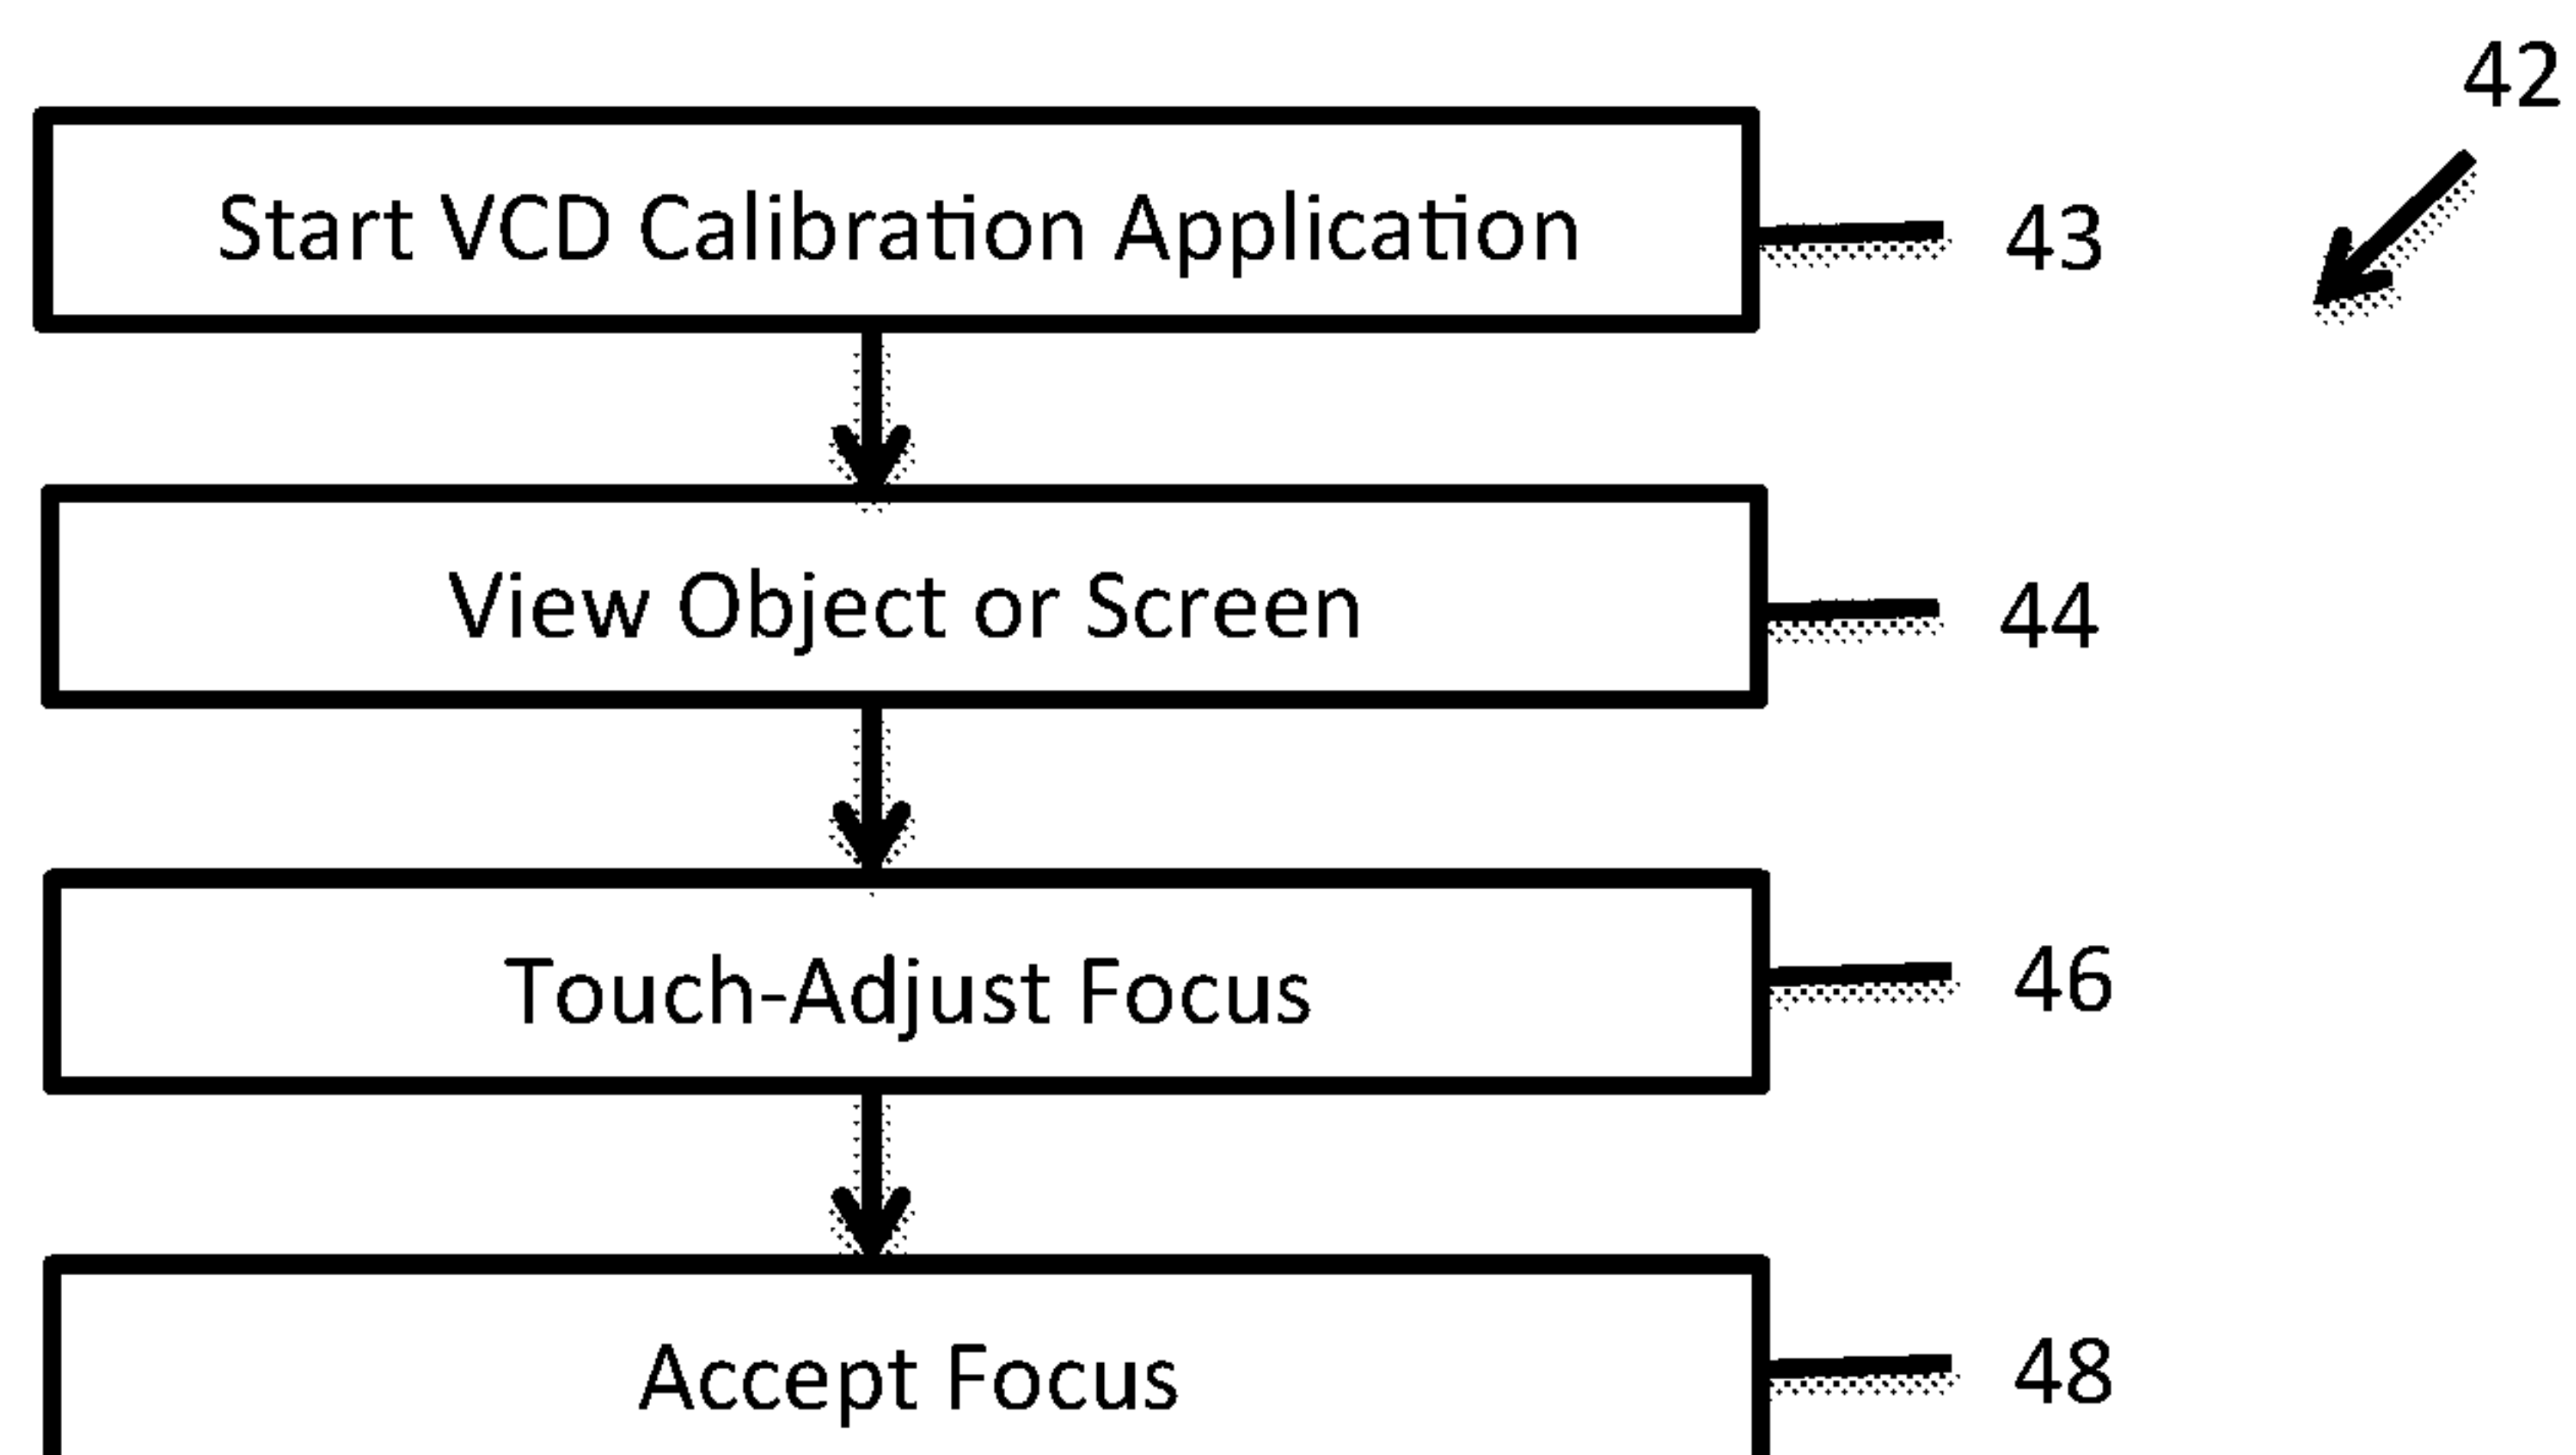 42
Start VCD Calibration Application
43
View Object or Screen
44
Touch-Adjust Focus
46
Accept Focus
48